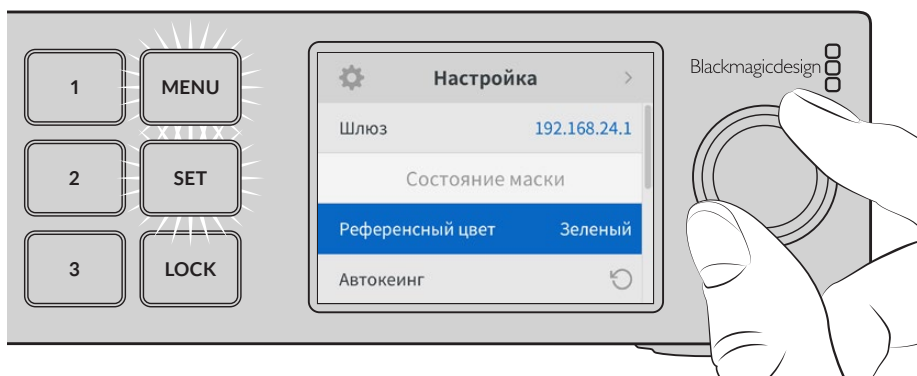 1
MENU
2
SET
3
LOCK
Настройка
Шлюз 192.168.24.1
Состояние маски
Референсный цвет Зеленый
Автокеинг
Blackmagicdesign